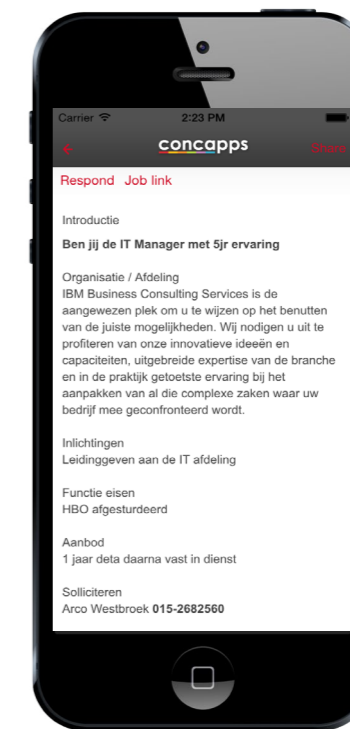 Carrier 2:23 PM
concapps Share
Respond Job link
Introductie
Ben jij de IT Manager met 5jr ervaring
Organisatie / Afdeling
IBM Business Consulting Services is de
aangewezen plek om u te wijzen op het benutten
van de juiste mogelijkheden. Wij nodigen u uit te
profiteren van onze innovatieve ideeën en
capaciteiten, uitgebreide expertise van de branche
en in de praktijk getoetste ervaring bij het
aanpakken van al die complexe zaken waar uw
bedrijf mee geconfronteerd wordt.
Inlichtingen
Leidinggeven aan de IT afdeling
Functie eisen
HBO afgesturdeerd
Aanbod
1 jaar deta daarna vast in dienst
Solliciteren
Arco Westbroek 015-2682560